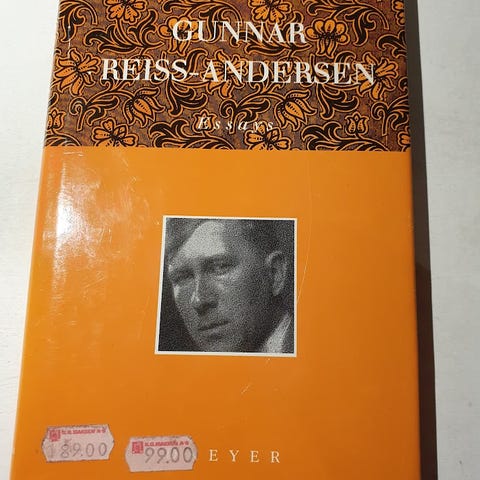 GUNNAR
REISS-ANDERSEN
Essays
189.00
99.00
EYER